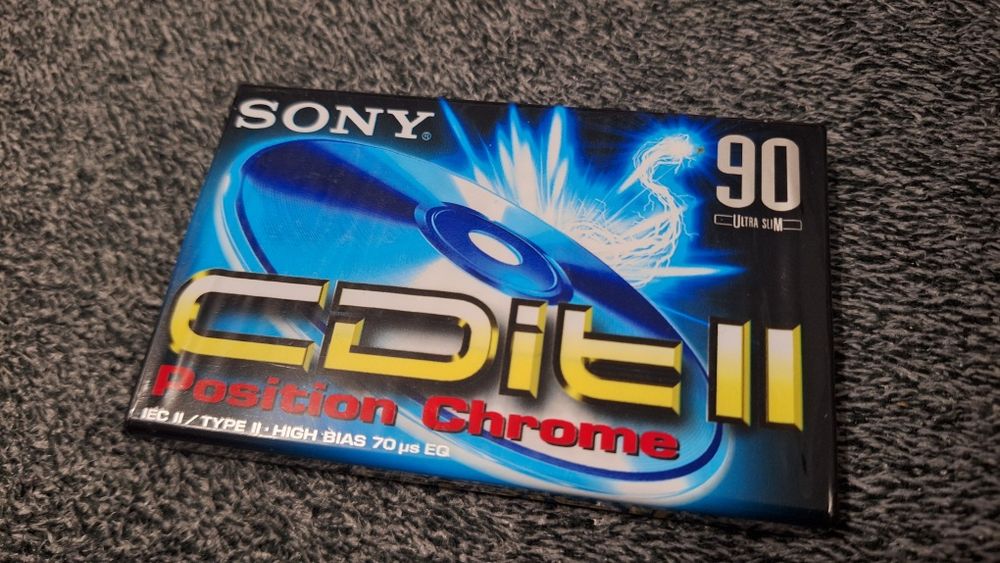 SONY®
90
ULTRA SLIM
CDit II
Position Chrome
IEC II / TYPE II · HIGH BIAS 70 µs EQ